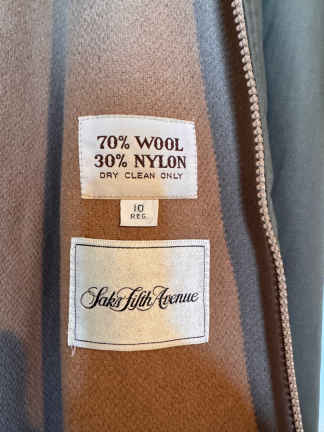 70% WOOL
30% NYLON
DRY CLEAN ONLY
10
REG.
Saks Fifth Avenue